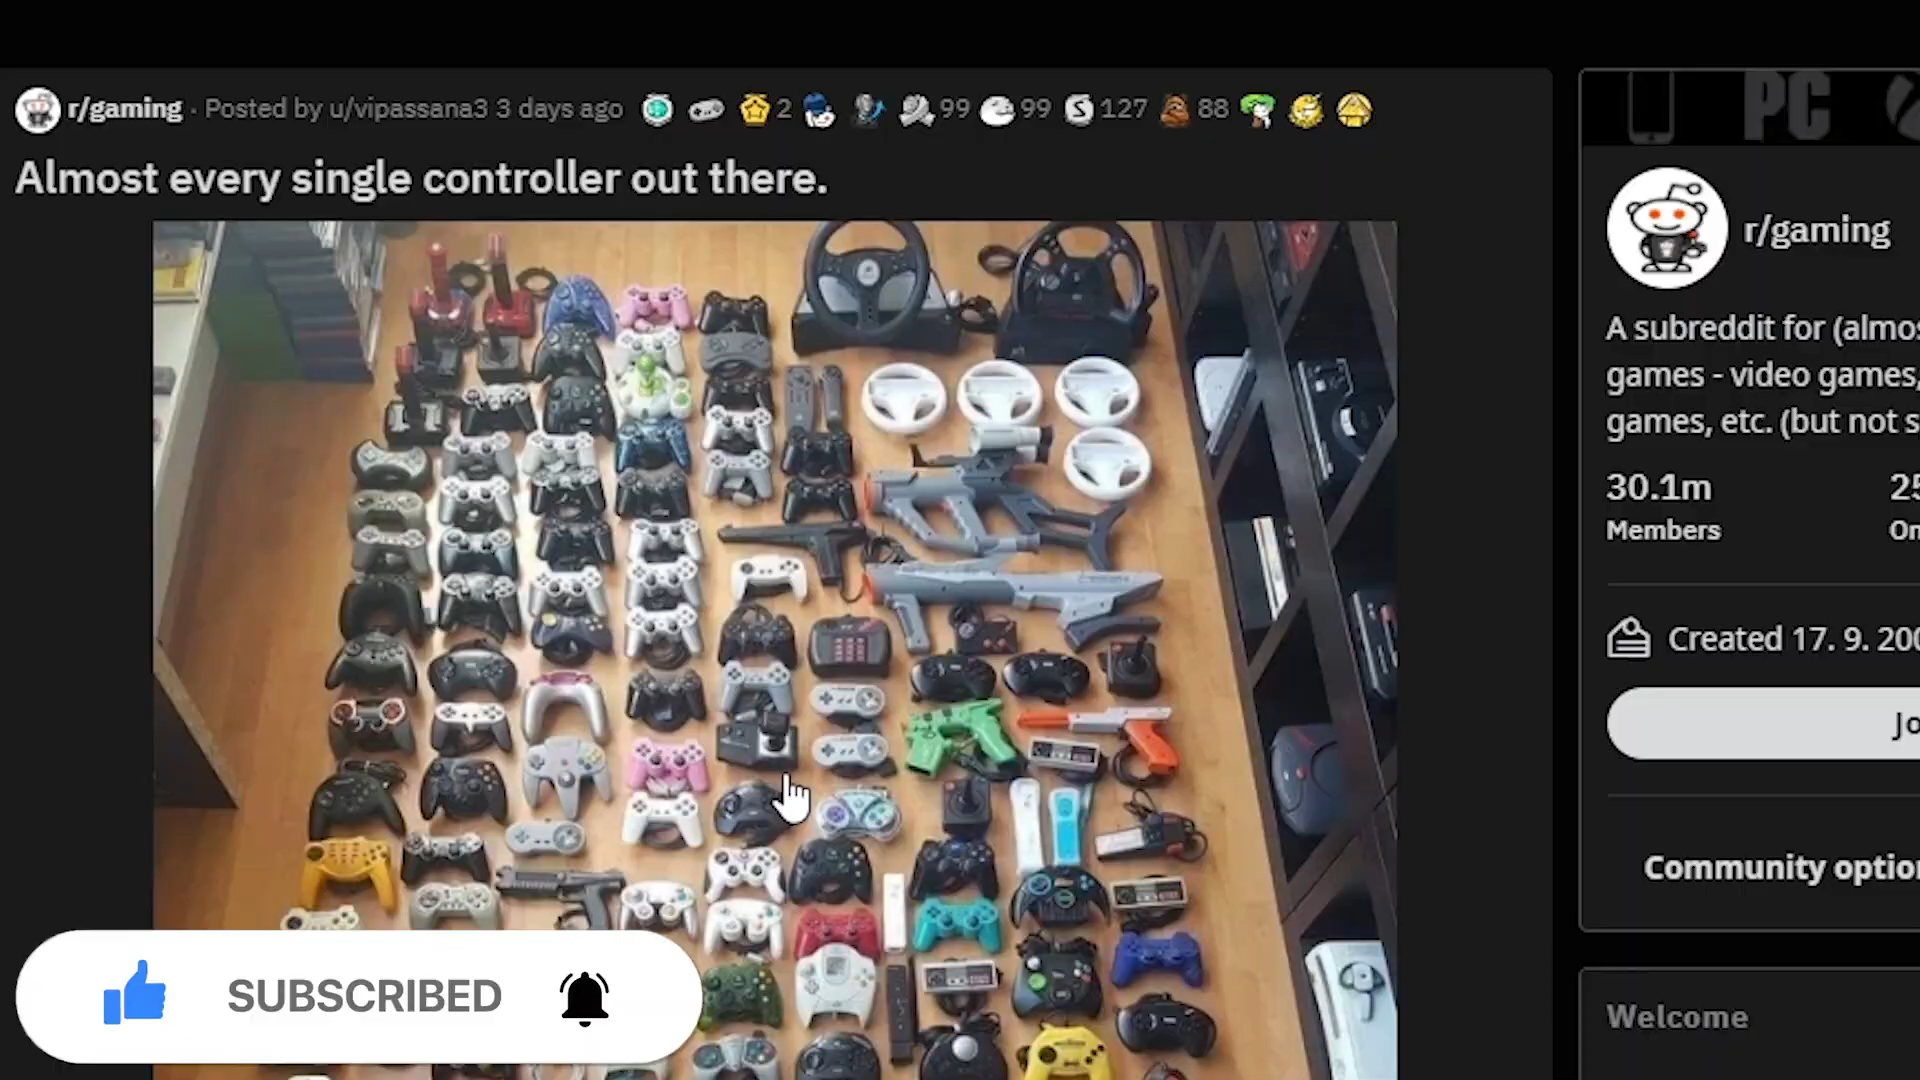 r/gaming · Posted by u/vipassana3 3 days ago 2 99 99 S 127 88
Almost every single controller out there.
PC
r/gaming
A subreddit for (almos
games - video games,
games, etc. (but not s
30.1m 25
Members On
Created 17. 9. 200
Jo
Community option
Welcome
SUBSCRIBED